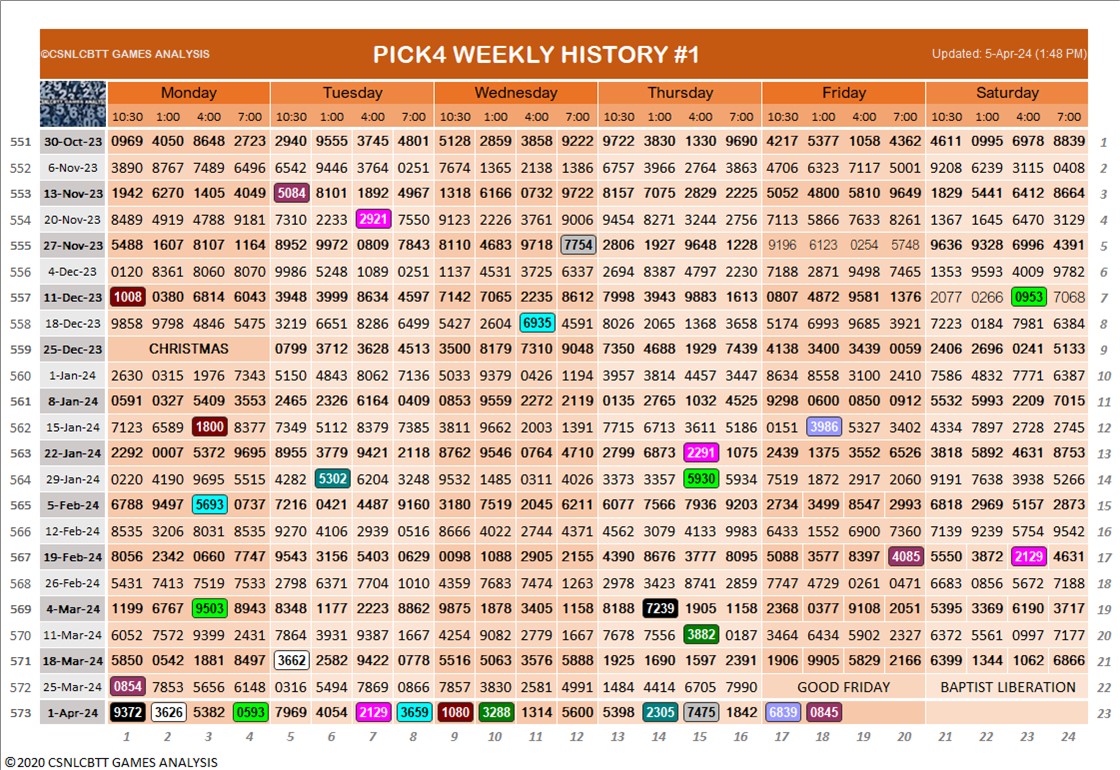 ©CSNLCBTT GAMES ANALYSIS PICK4 WEEKLY HISTORY #1 Updated: 5-Apr-24 (1:48 PM)
Monday Tuesday Wednesday Thursday Friday Saturday
10:30 1:00 4:00 7:00 10:30 1:00 4:00 7:00 10:30 1:00 4:00 7:00 10:30 1:00 4:00 7:00 10:30 1:00 4:00 7:00 10:30 1:00 4:00 7:00
551 30-Oct-23 0969 4050 8648 2723 2940 9555 3745 4801 5128 2859 3858 9222 9722 3830 1330 9690 4217 5377 1058 4362 4611 0995 6978 8839 1
552 6-Nov-23 3890 8767 7489 6496 6542 9446 3764 0251 7674 1365 2138 1386 6757 3966 2964 3863 4706 6323 7117 5001 9208 6239 3115 0408 2
553 13-Nov-23 1942 6270 1405 4049 5084 8101 1892 4967 1318 6166 0732 9722 8157 7075 2829 3225 5052 4800 5810 9649 1829 5441 6412 8664 3
554 20-Nov-23 8489 4919 4788 9181 7310 2233 2921 7550 9123 2226 3761 9006 9454 8271 3244 2756 7113 5266 7633 8261 1367 1645 6470 3129 4
555 27-Nov-23 5488 1607 8107 1164 8952 9972 0809 7843 8110 4683 9718 7754 2806 1927 9648 1228 9196 6123 0254 5748 9636 9328 6996 4391 5
556 4-Dec-23 0120 8361 8060 8070 9986 5248 1089 0251 1137 4531 3725 6337 2694 8387 4797 2230 7188 2871 9498 7465 1353 9593 4009 9782 6
557 11-Dec-23 1008 0380 6814 6043 3948 3999 8634 4597 7142 7065 2235 8612 7998 3943 9883 1613 0807 4872 9581 1376 2077 0266 0953 7068 7
558 18-Dec-23 9858 9798 4846 5475 3219 6651 8286 6499 5427 2604 6935 4591 8026 2065 1368 3658 5174 6993 9685 3921 7223 0184 7981 6384 8
559 25-Dec-23 CHRISTMAS 0799 3712 3628 4513 3500 8179 7310 9048 7350 4688 1929 7439 4138 3400 3439 0059 2406 2696 0241 5133 9
560 1-Jan-24 2630 0315 1976 7343 5150 4843 8062 7136 5033 9379 0426 1194 3957 3814 4457 3447 8634 8558 3100 2410 7586 4832 7771 6387 10
561 8-Jan-24 0591 0327 5409 3553 2465 2326 6164 0409 0853 9559 2272 2119 0135 2765 1032 4525 9298 0600 0850 0912 5532 5993 2209 7015 11
562 15-Jan-24 7123 6589 1800 8377 7349 5112 8379 7385 3811 9662 2003 1391 7715 6713 3611 5186 0151 3986 5327 3402 4334 7897 2728 2745 12
563 22-Jan-24 2292 0007 5372 9695 8955 3779 9421 2118 8762 9546 0764 4710 2799 6873 2291 1075 2439 1375 3552 6526 3818 5892 4631 8753 13
564 29-Jan-24 0220 4190 9695 5515 4282 5302 6204 3248 9532 1485 0311 4026 3373 3357 5930 5934 7519 1872 2917 2060 9191 7638 3938 5266 14
565 5-Feb-24 6788 9497 5693 0737 7216 0421 4487 9160 3180 7519 2045 6211 6077 7566 7936 9203 2734 3499 8547 2993 6818 2969 5157 2873 15
566 12-Feb-24 8535 3206 8031 8535 9270 4106 2939 0516 8666 4022 2744 4371 4562 3079 4133 9983 6433 1552 6900 7360 7139 9239 5754 9542 16
567 19-Feb-24 8056 2342 0660 7747 9543 3156 5403 0629 0098 1088 2905 2155 4390 8676 3777 8095 5088 3577 8397 4085 5550 3872 2129 4631 17
568 26-Feb-24 5431 7413 7519 7533 2798 6371 7704 1010 4359 7683 7474 1263 2978 3423 8741 2859 7747 4729 0261 0471 6683 0856 5672 7188 18
569 4-Mar-24 1199 6767 9503 8943 8348 1177 2223 8862 9875 1878 3405 1158 8188 7239 1905 1158 2368 0377 9108 2051 5395 3369 6190 3717 19
570 11-Mar-24 6052 7572 9399 2431 7864 3931 9387 1667 4254 9082 2779 1667 7678 7556 3882 0187 3464 6434 5902 2327 6372 5561 0997 7177 20
571 18-Mar-24 5850 0542 1881 8497 3662 2582 9422 0778 5516 5063 3576 5888 1925 1690 1597 2391 1906 9905 5829 2166 6399 1344 1062 6866 21
572 25-Mar-24 0854 7853 5656 6148 0316 5494 7869 0866 7857 3830 2581 4991 1484 4414 6705 7990 GOOD FRIDAY BAPTIST LIBERATION 22
573 1-Apr-24 9372 3626 5382 0593 7969 4054 2129 3659 1080 3288 1314 5600 5398 2305 7475 1842 6839 0845 23
1 2 3 4 5 6 7 8 9 10 11 12 13 14 15 16 17 18 19 20 21 22 23 24
©2020 CSNLCBTT GAMES ANALYSIS